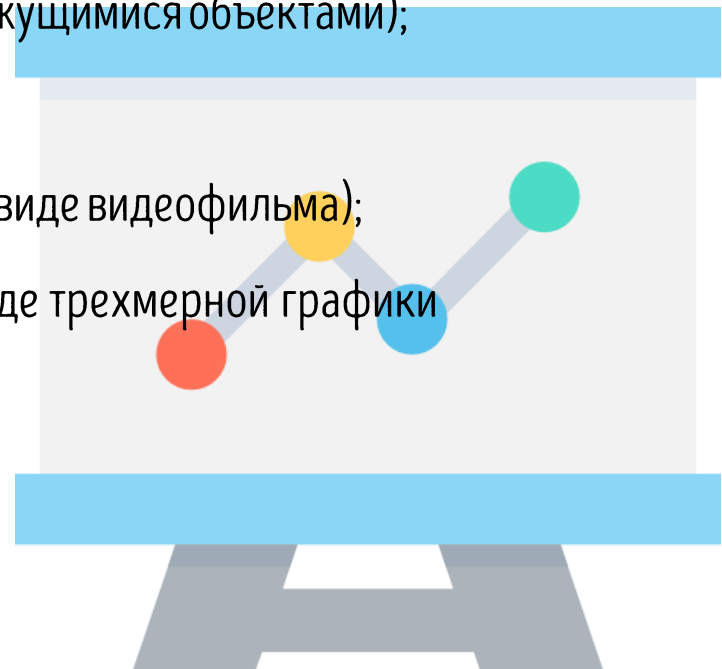 кущимися объектами);
виде видеофильма);
де трехмерной графики